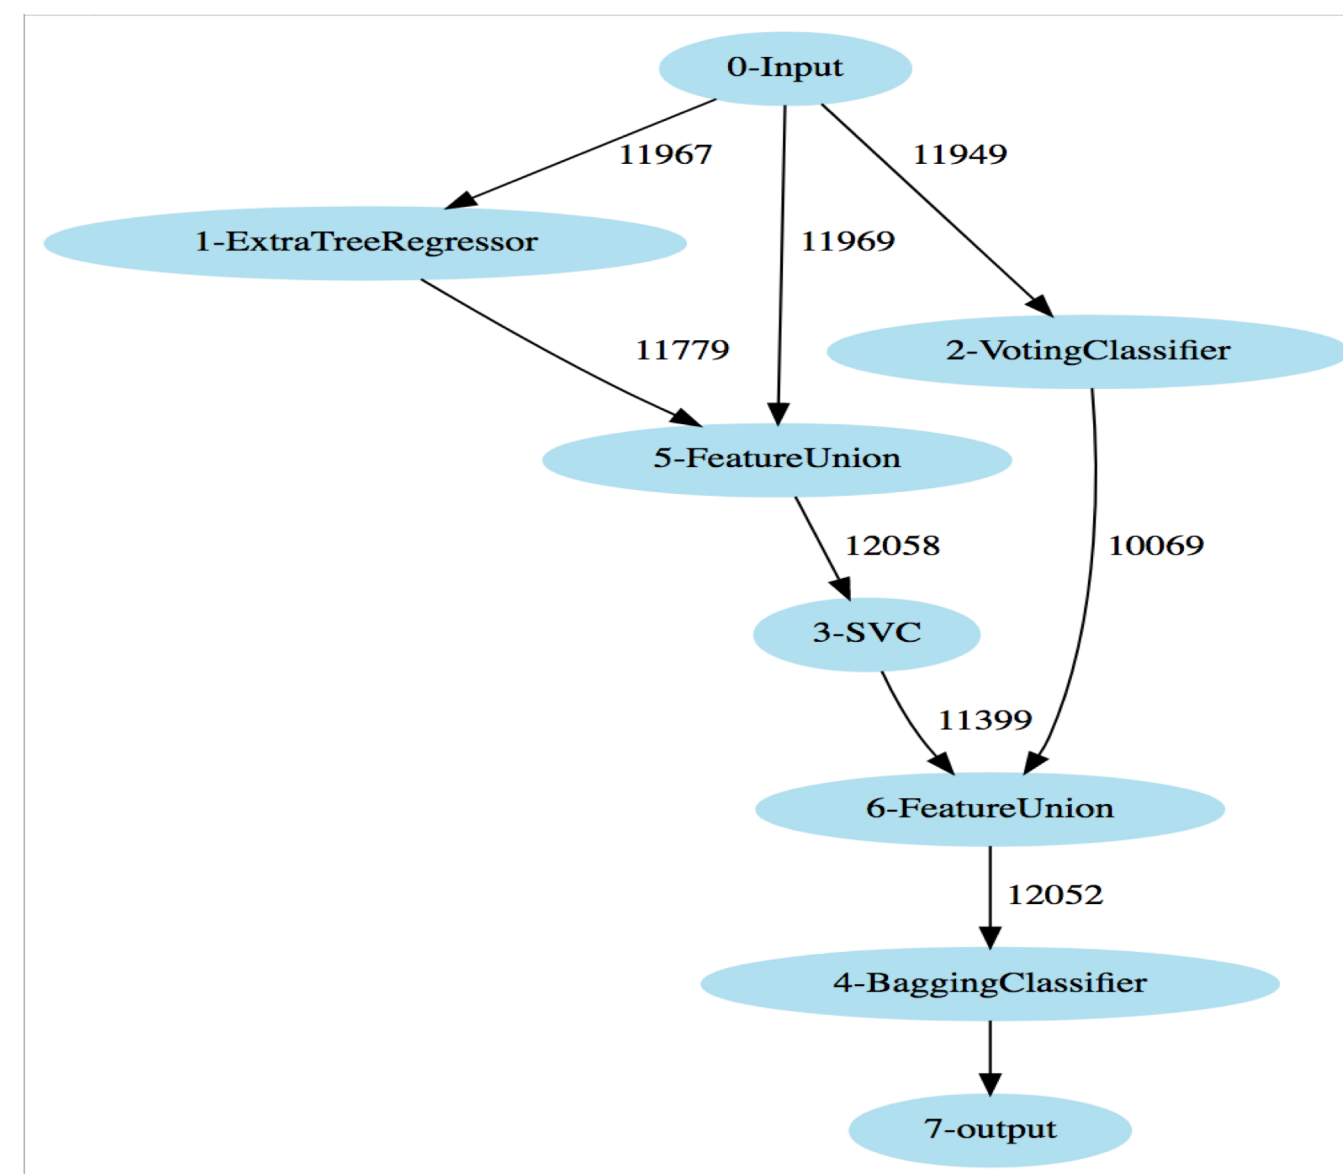 0-Input
11967
11949
1-ExtraTreeRegressor
11969
11779
2-VotingClassifier
5-FeatureUnion
12058
10069
3-SVC
11399
6-FeatureUnion
12052
4-BaggingClassifier
7-output